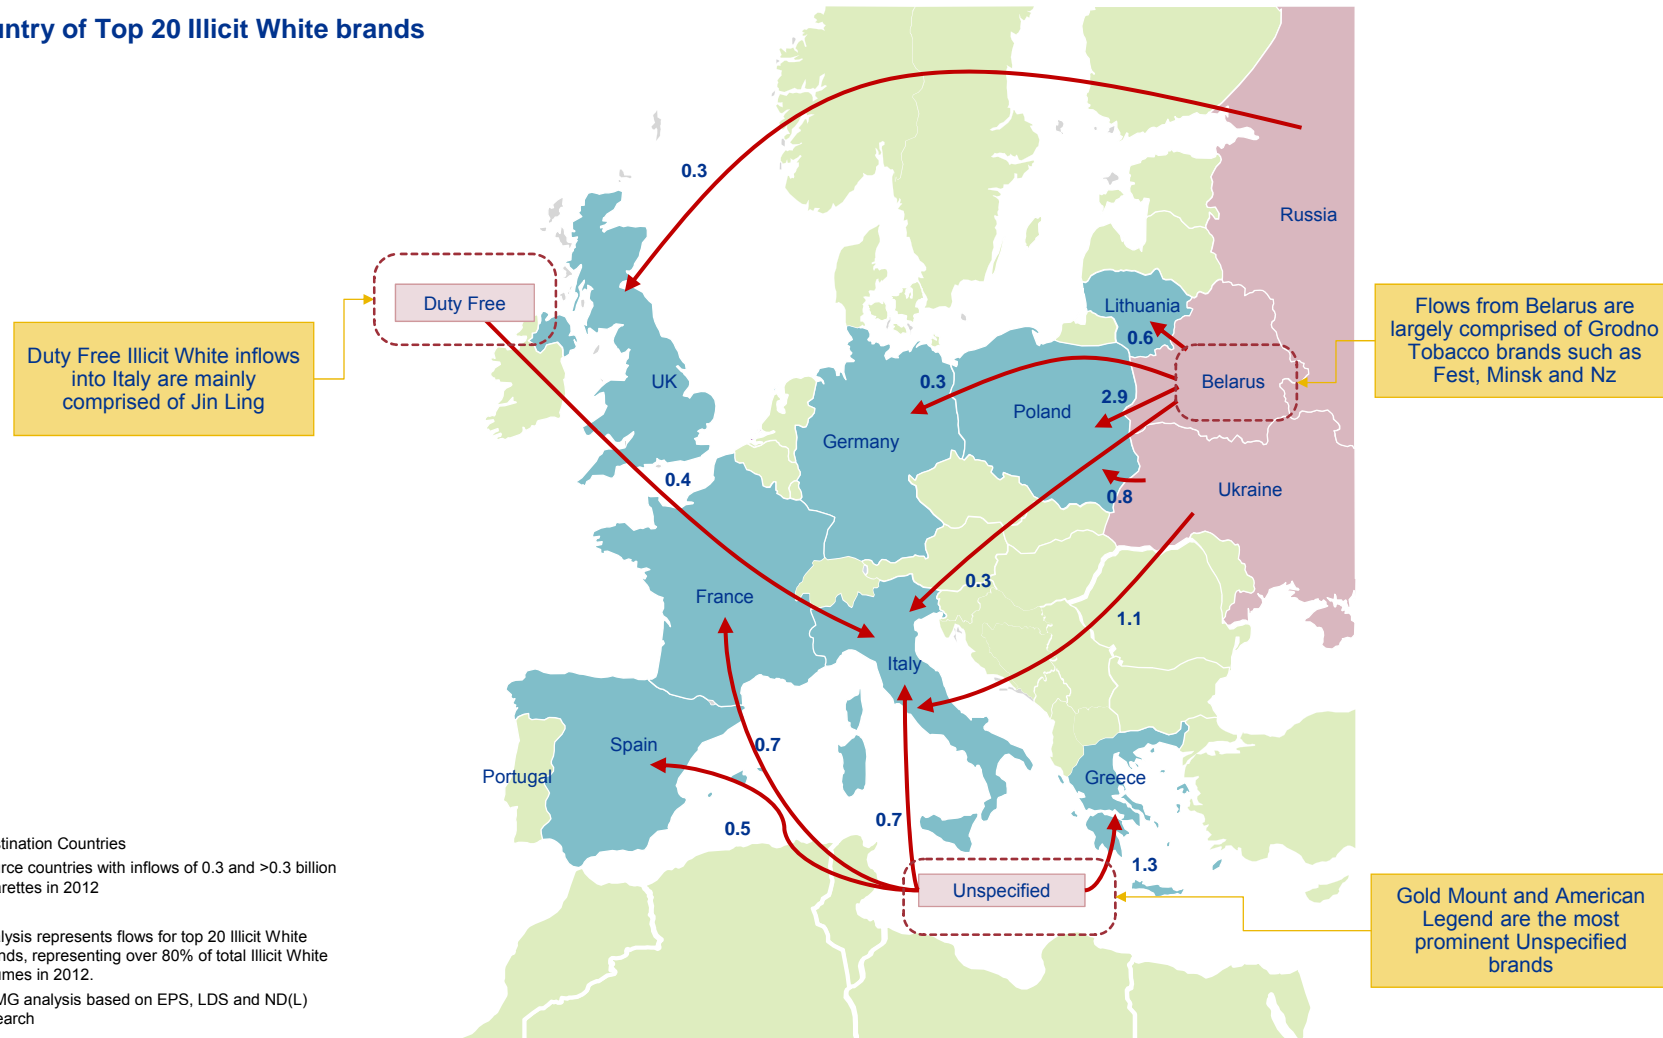 untry of Top 20 Illicit White brands
0.3
Russia
Duty Free
Lithuania
0.6
Flows from Belarus are
largely comprised of Grodno
Tobacco brands such as
Fest, Minsk and Nz
Duty Free Illicit White inflows
into Italy are mainly
comprised of Jin Ling
UK
0.3
2.9
Belarus
Poland
Germany
0.4
0.8
Ukraine
0.3
France
1.1
Italy
Spain
0.7
Portugal
Greece
0.5
0.7
1.3
Unspecified
Gold Mount and American
Legend are the most
prominent Unspecified
brands
stination Countries
urce countries with inflows of 0.3 and >0.3 billion
arettes in 2012
alysis represents flows for top 20 Illicit White
nds, representing over 80% of total Illicit White
umes in 2012.
MG analysis based on EPS, LDS and ND(L)
earch